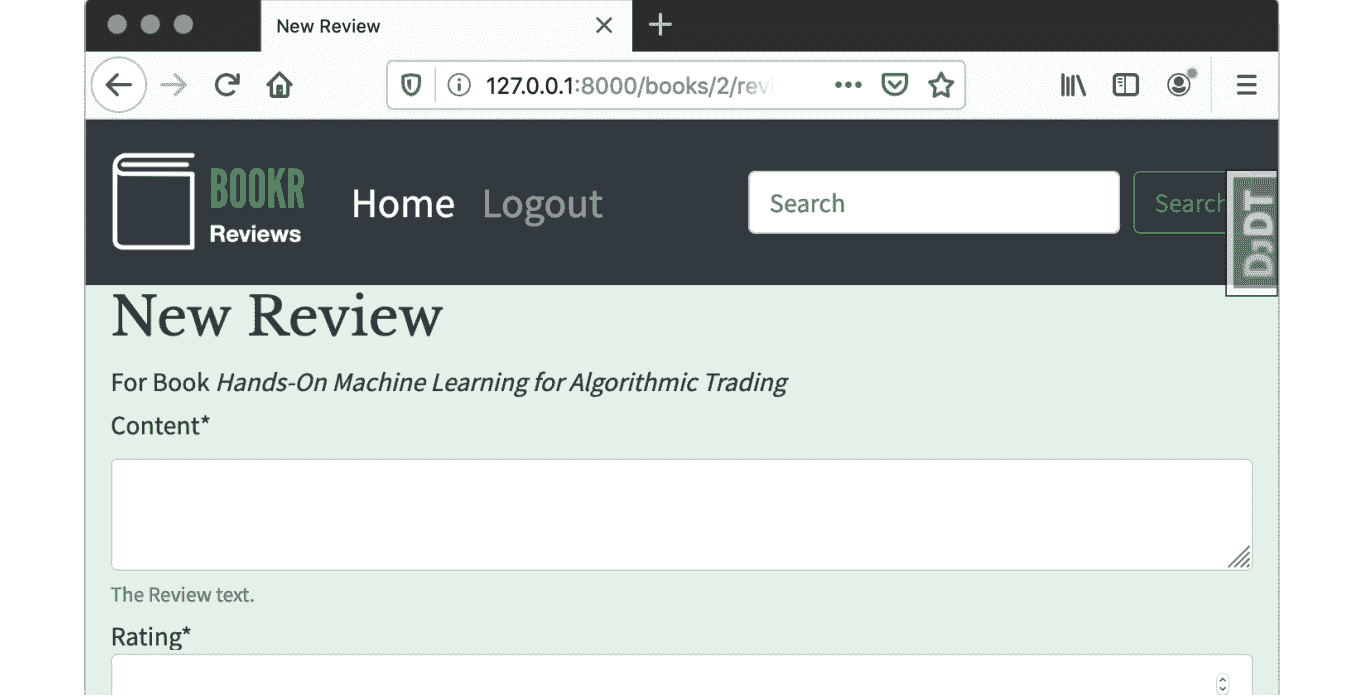 New Review
127.0.0.1:8000/books/2/rev
BOOKR
Reviews
Home
Logout
Search
Search
DjDT
New Review
For Book Hands-On Machine Learning for Algorithmic Trading
Content*
The Review text.
Rating*